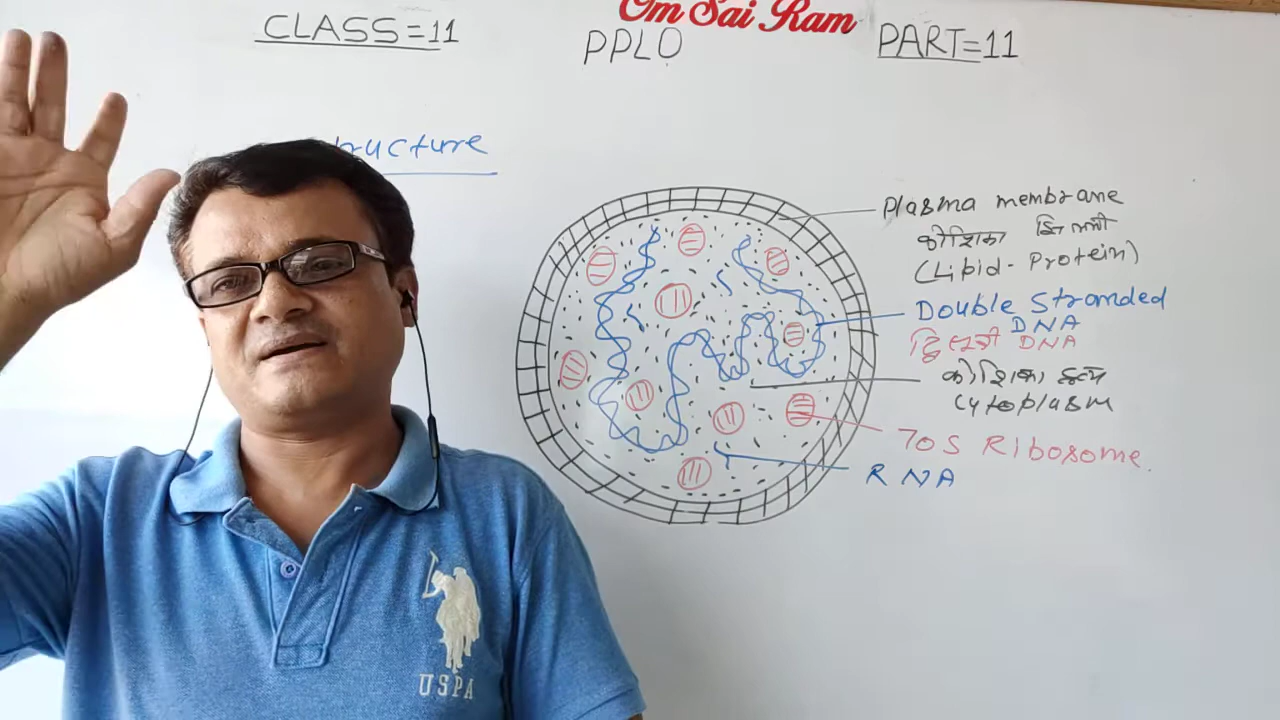 Om Sai Ram
CLASS=11
PPLO
PART=11
ructure
Plasma membrane
कोशिका झिल्ली
(Lipid-Protein)
Double Stranded
DNA
DNA
कोशिका द्रव्य
Cytoplasm
70S Ribosome.
RNA
USPA